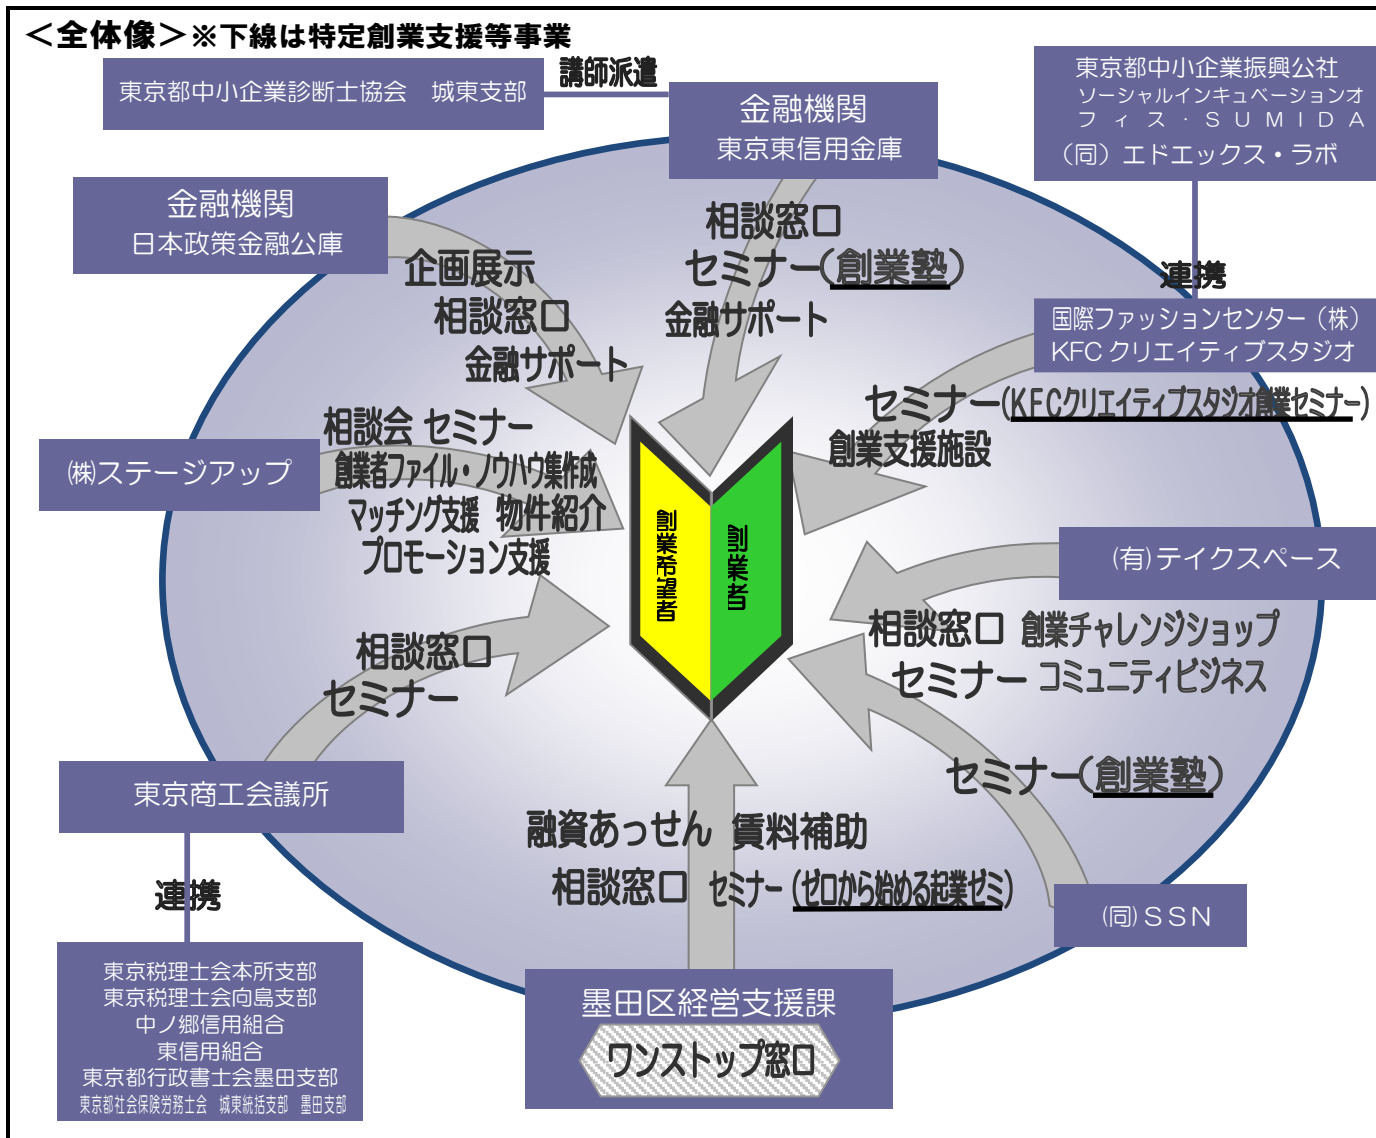 ＜全体像＞※下線は特定創業支援等事業
東京都中小企業診断士協会　城東支部
講師派遣
金融機関
東京東信用金庫
東京都中小企業振興公社
ソーシャルインキュベーションオ
フィス・ＳＵＭＩＤＡ
（同）エドエックス・ラボ
金融機関
日本政策金融公庫
企画展示
相談窓口
金融サポート
相談窓口
セミナー（創業塾）
金融サポート
連携
国際ファッションセンター（株）
KFC クリエイティブスタジオ
セミナー（ＫＦＣクリエイティブスタジオ創業セミナー）
創業支援施設
㈱ステージアップ
相談会 セミナー
創業者ファイル・ノウハウ集作成
マッチング支援　物件紹介
プロモーション支援
創業希望者
創業者
㈲テイクスペース
相談窓口　創業チャレンジショップ
セミナー　コミュニティビジネス
相談窓口
セミナー
セミナー（創業塾）
東京商工会議所
連携
融資あっせん　賃料補助
相談窓口　セミナー（ゼロから始める起業ゼミ）
(同)ＳＳＮ
東京税理士会本所支部
東京税理士会向島支部
中ノ郷信用組合
東信用組合
東京都行政書士会墨田支部
東京都社会保険労務士会　城東統括支部　墨田支部
墨田区経営支援課
ワンストップ窓口